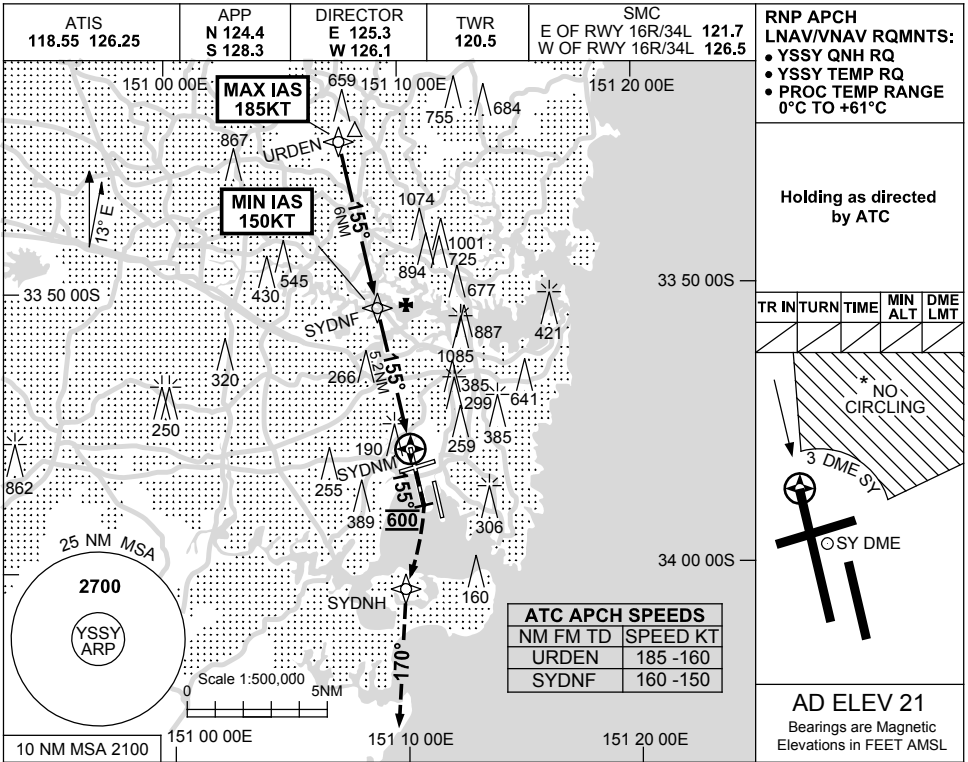 ATIS
118.55 126.25
APP
N 124.4
S 128.3
DIRECTOR
E 125.3
W 126.1
TWR
120.5
SMC
E OF RWY 16R/34L 121.7
W OF RWY 16R/34L 126.5
RNP APCH
LNAV/VNAV RQMNTS:
• YSSY QNH RQ
• YSSY TEMP RQ
• PROC TEMP RANGE
0°C TO +61°C
151 00 00E
659
151 20 00E
MAX IAS
185KT
755
684
867
URDEN
MIN IAS
150KT
155°
6NM
1074
13° E
1001
725
894
545
430
677
33 50 00S
33 50 00S
SYDNF
887
421
155°
5.2NM
1085
320
266
385
641
299
250
190
259
385
SYDNM
862
255
155°
389
600
306
25 NM MSA
2700
34 00 00S
160
SYDNH
YSSY
ARP
170°
Scale 1:500,000
0
5NM
10 NM MSA 2100
151 00 00E
151 10 00E
151 20 00E
ATC APCH SPEEDS
NM FM TD SPEED KT
URDEN 185 -160
SYDNF 160 -150
Holding as directed
by ATC
TR IN TURN TIME MIN ALT DME LMT
* NO
CIRCLING
3 DME SY
SY DME
AD ELEV 21
Bearings are Magnetic
Elevations in FEET AMSL